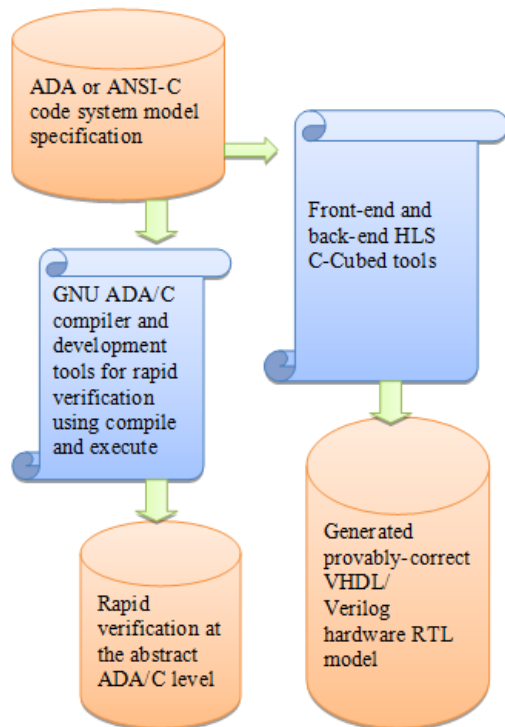 ADA or ANSI-C
code system model
specification
Front-end and
back-end HLS
C-Cubed tools
GNU ADA/C
compiler and
development
tools for rapid
verification
using compile
and execute
Generated
provably-correct
VHDL/
Verilog
hardware RTL
model
Rapid
verification at
the abstract
ADA/C level